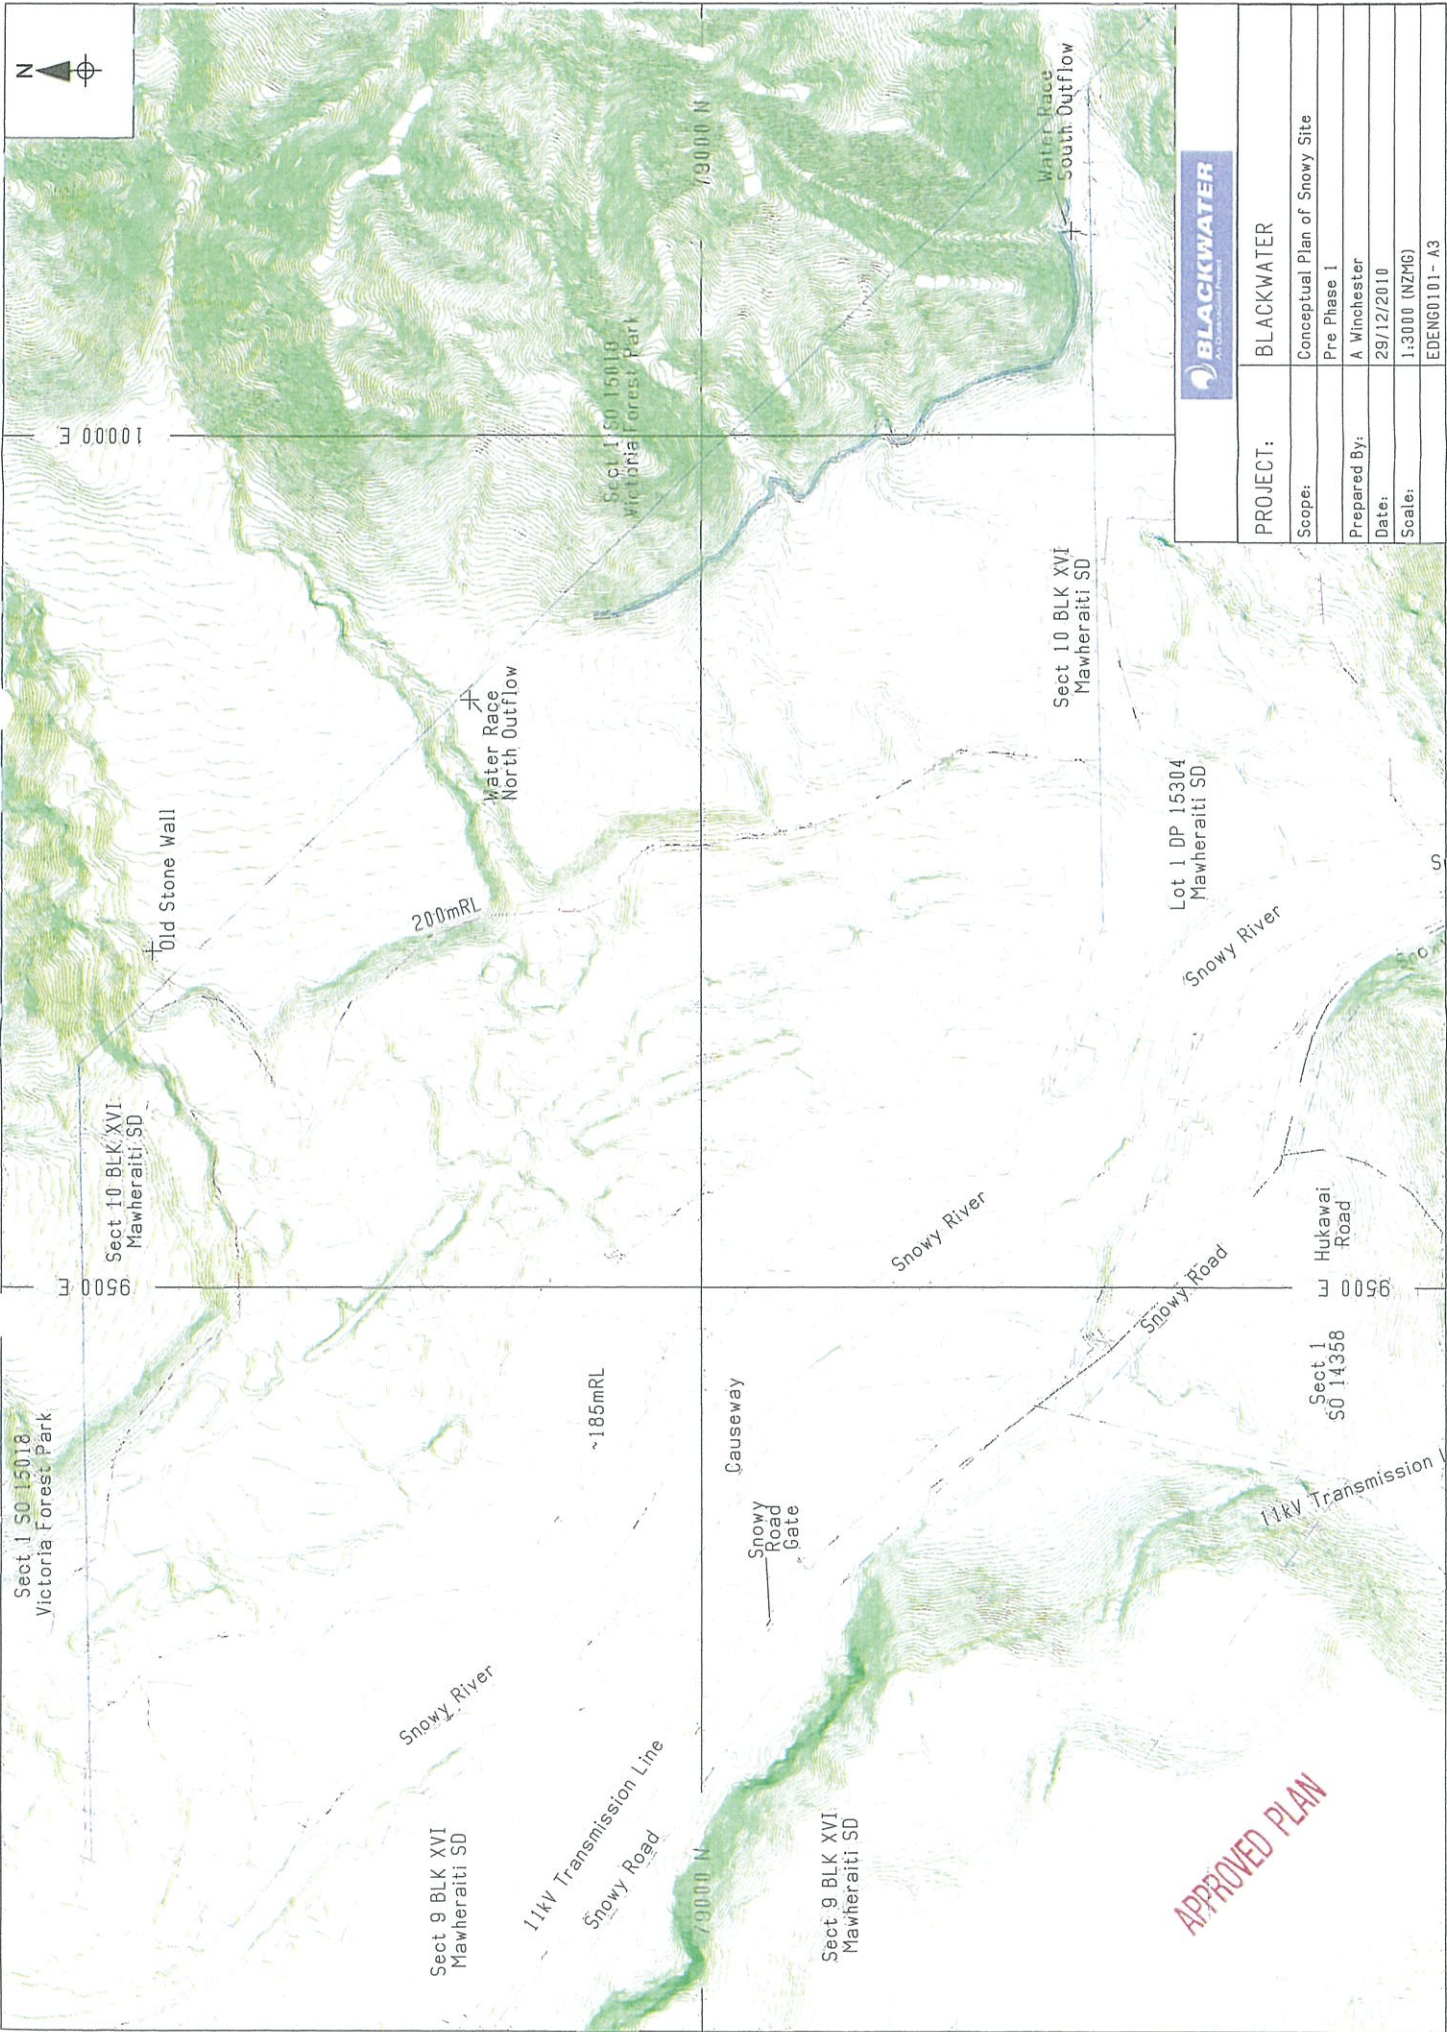 N
Sect 1 SO 15018
Victoria Forest Park
9500 E
Sect 10 BLK XVI
Mawheraiti SD
Old Stone Wall
10000 E
Snowy River
Sect 9 BLK XVI
Mawheraiti SD
200mRL
Water Race
North Outflow
11kV Transmission Line
Snowy Road
~185mRL
Sect 1 SO 15018
Victoria Forest Park
79000 N
79000 N
Causeway
Snowy
Road
Gate
Sect 9 BLK XVI
Mawheraiti SD
Snowy River
Sect 10 BLK XVI
Mawheraiti SD
Water Race
South Outflow
Snowy Road
Lot 1 DP 15304
Mawheraiti SD
Snowy River
Hukawai
Road
9500 E
Sect 1
SO 14358
11kV Transmission
APPROVED PLAN
BLACKWATER
PROJECT: BLACKWATER
Scope: Conceptual Plan of Snowy Site
Pre Phase 1
Prepared By: A Winchester
Date: 29/12/2010
Scale: 1:3000 (NZMG)
EDENG0101- A3